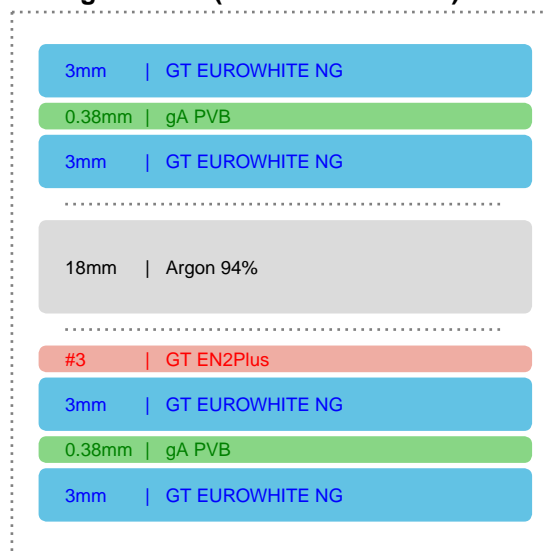 3mm | GT EUROWHITE NG
0.38mm | gA PVB
3mm | GT EUROWHITE NG
18mm | Argon 94%
#3 | GT EN2Plus
3mm | GT EUROWHITE NG
0.38mm | gA PVB
3mm | GT EUROWHITE NG